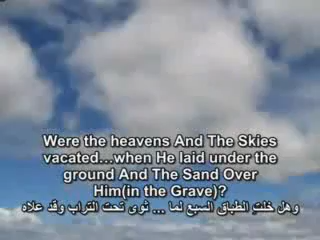 Were the heavens And The Skies
vacated...when He laid under the
ground And The Sand Over
Him(in the Grave)?
وهل خلت الطباق السبع لما ... ثوى تحت التراب وقد علاه